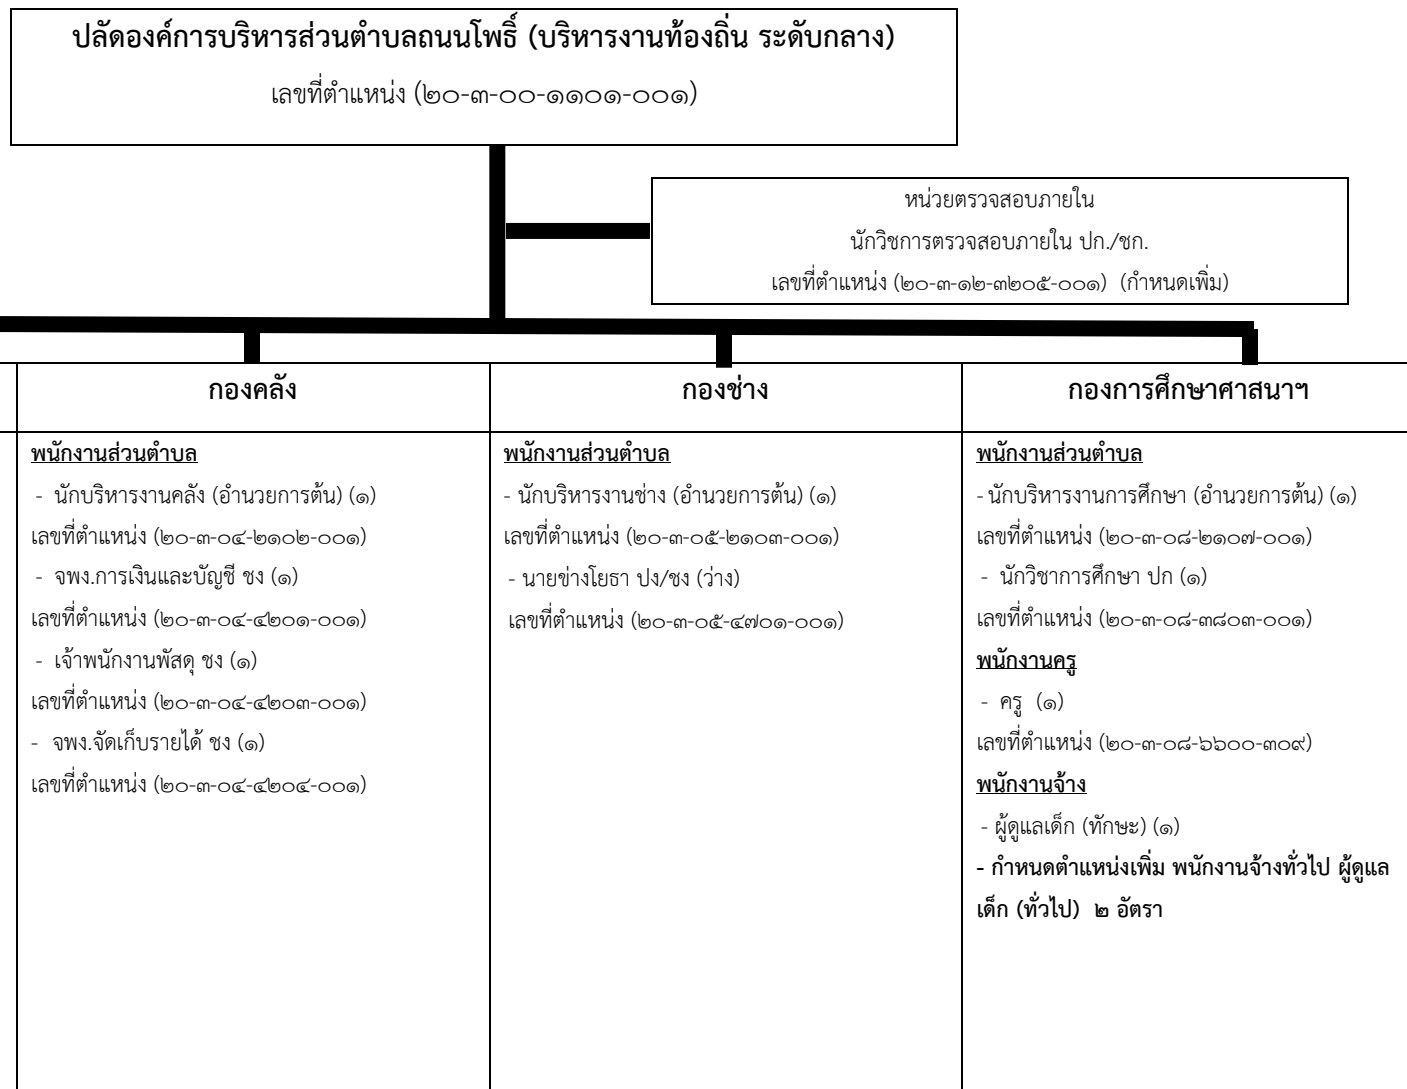 ปลัดองค์การบริหารส่วนตำบลถนนโพธิ์ (บริหารงานท้องถิ่น ระดับกลาง)
เลขที่ตำแหน่ง (๒๐-๓-๐๐-๑๑๐๑-๐๐๑)
หน่วยตรวจสอบภายใน
นักวิชการตรวจสอบภายใน ปก./ชก.
เลขที่ตำแหน่ง (๒๐-๓-๑๒-๓๒๐๕-๐๐๑) (กำหนดเพิ่ม)
กองคลัง
พนักงานส่วนตำบล
- นักบริหารงานคลัง (อำนวยการต้น) (๑)
เลขที่ตำแหน่ง (๒๐-๓-๐๔-๒๑๐๒-๐๐๑)
- จพง.การเงินและบัญชี ชง (๑)
เลขที่ตำแหน่ง (๒๐-๓-๐๔-๔๒๐๑-๐๐๑)
- เจ้าพนักงานพัสดุ ชง (๑)
เลขที่ตำแหน่ง (๒๐-๓-๐๔-๔๒๐๓-๐๐๑)
- จพง.จัดเก็บรายได้ ชง (๑)
เลขที่ตำแหน่ง (๒๐-๓-๐๔-๔๒๐๔-๐๐๑)
กองช่าง
พนักงานส่วนตำบล
- นักบริหารงานช่าง (อำนวยการต้น) (๑)
เลขที่ตำแหน่ง (๒๐-๓-๐๕-๒๑๐๓-๐๐๑)
- นายช่างโยธา ปง/ชง (ว่าง)
เลขที่ตำแหน่ง (๒๐-๓-๐๕-๔๗๐๑-๐๐๑)
กองการศึกษาศาสนาฯ
พนักงานส่วนตำบล
- นักบริหารงานการศึกษา (อำนวยการต้น) (๑)
เลขที่ตำแหน่ง (๒๐-๓-๐๘-๒๑๐๗-๐๐๑)
- นักวิชาการศึกษา ปก (๑)
เลขที่ตำแหน่ง (๒๐-๓-๐๘-๓๘๐๓-๐๐๑)
พนักงานครู
- ครู (๑)
เลขที่ตำแหน่ง (๒๐-๓-๐๘-๖๖๐๐-๓๐๙)
พนักงานจ้าง
- ผู้ดูแลเด็ก (ทักษะ) (๑)
- กำหนดตำแหน่งเพิ่ม พนักงานจ้างทั่วไป ผู้ดูแล
เด็ก (ทั่วไป) ๒ อัตรา